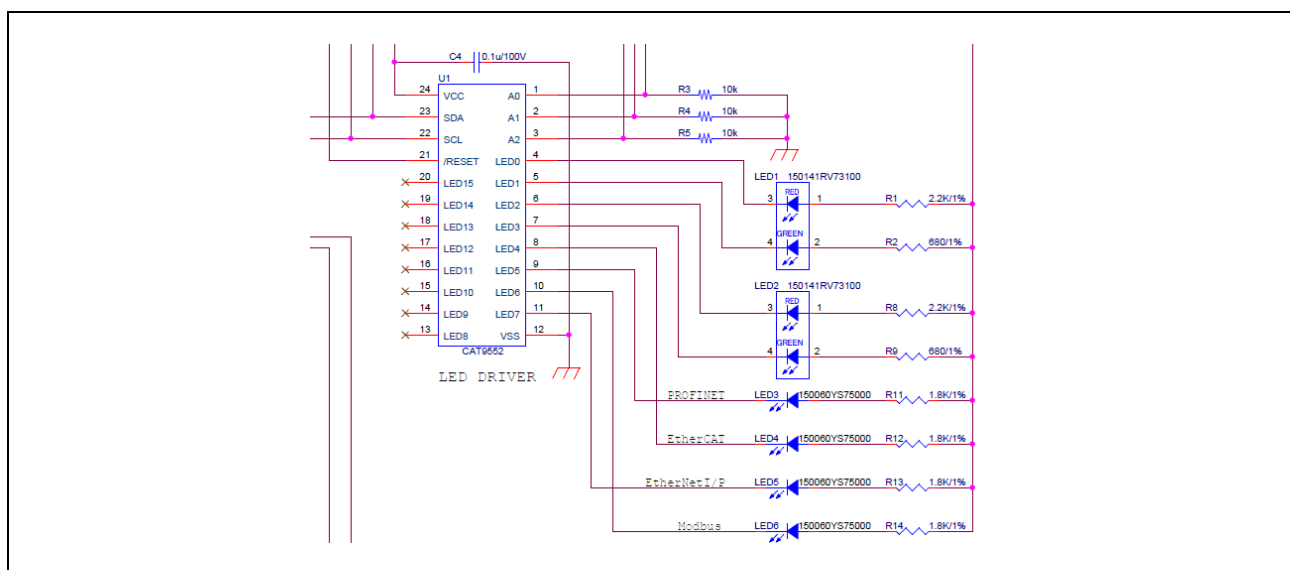 C4 0.1u/100V
U1
24 VCC A0 1 R3 10k
23 SDA A1 2 R4 10k
22 SCL A2 3 R5 10k
21 /RESET LED0 4
20 LED15 LED1 5 LED1 150141RV73100
RED
19 LED14 LED2 6 3 1 R1 2.2K/1%
18 LED13 LED3 7
GREEN
17 LED12 LED4 8 4 2 R2 680/1%
16 LED11 LED5 9
15 LED10 LED6 10 LED2 150141RV73100
RED
14 LED9 LED7 11 3 1 R8 2.2K/1%
13 LED8 VSS 12
GREEN
CAT9552 4 2 R9 680/1%
LED DRIVER
PROFINET LED3 150060YS75000 R11 1.8K/1%
EtherCAT LED4 150060YS75000 R12 1.8K/1%
EtherNetI/P LED5 150060YS75000 R13 1.8K/1%
Modbus LED6 150060YS75000 R14 1.8K/1%